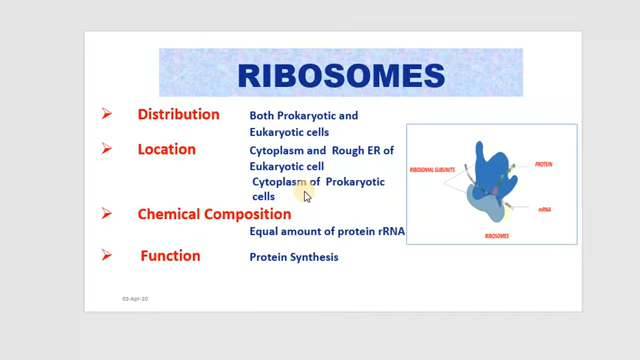 RIBOSOMES
Distribution Both Prokaryotic and
Eukaryotic cells
Location Cytoplasm and Rough ER of
Eukaryotic cell
Cytoplasm of Prokaryotic
cells
Chemical Composition
Equal amount of protein rRNA
Function Protein Synthesis
RIBOSOMAL SUBUNITS
PROTEIN
mRNA
RIBOSOMES
03-Apr-20